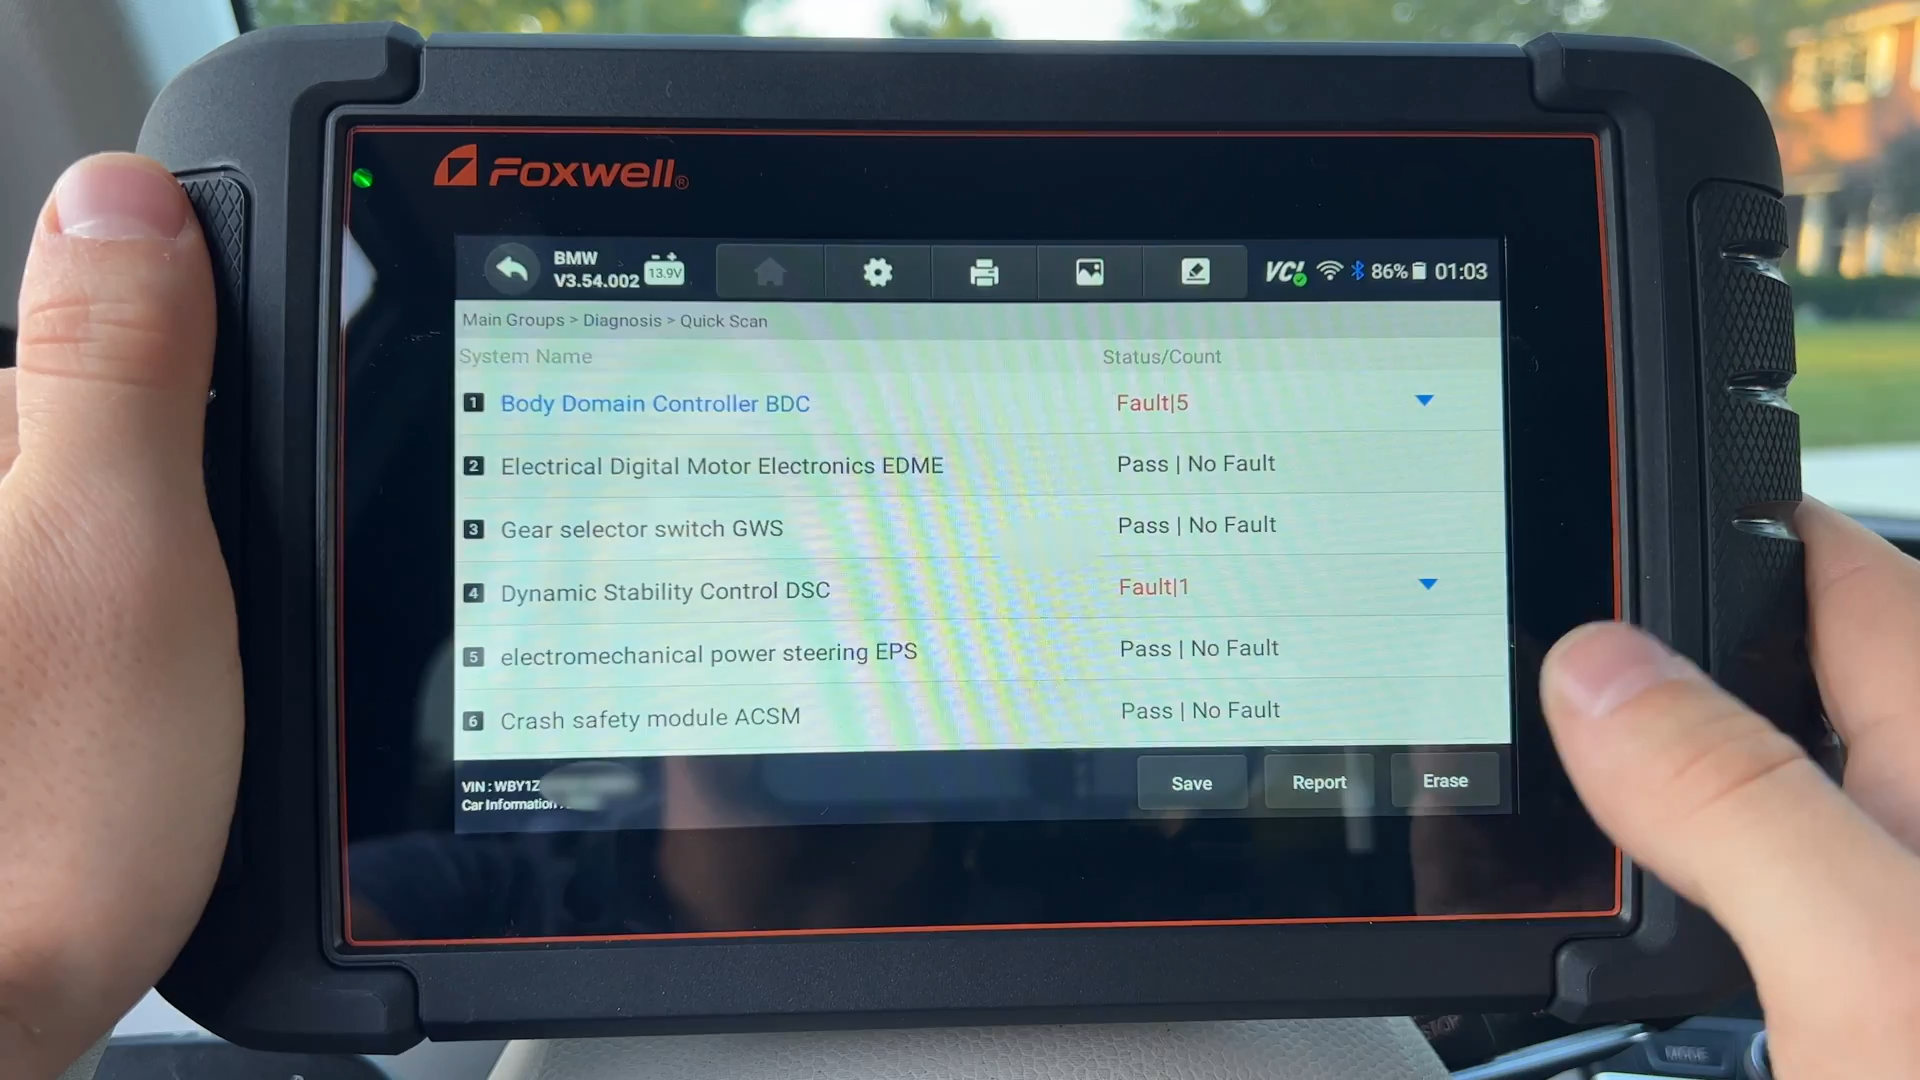 Foxwell®
BMW
V3.54.002
13.9V
VCI
86%
01:03
Main Groups > Diagnosis > Quick Scan
System Name
Status/Count
1 Body Domain Controller BDC
Fault|5
2 Electrical Digital Motor Electronics EDME
Pass | No Fault
3 Gear selector switch GWS
Pass | No Fault
4 Dynamic Stability Control DSC
Fault|1
5 electromechanical power steering EPS
Pass | No Fault
6 Crash safety module ACSM
Pass | No Fault
VIN : WBY1Z
Car Information
Save
Report
Erase
MODE